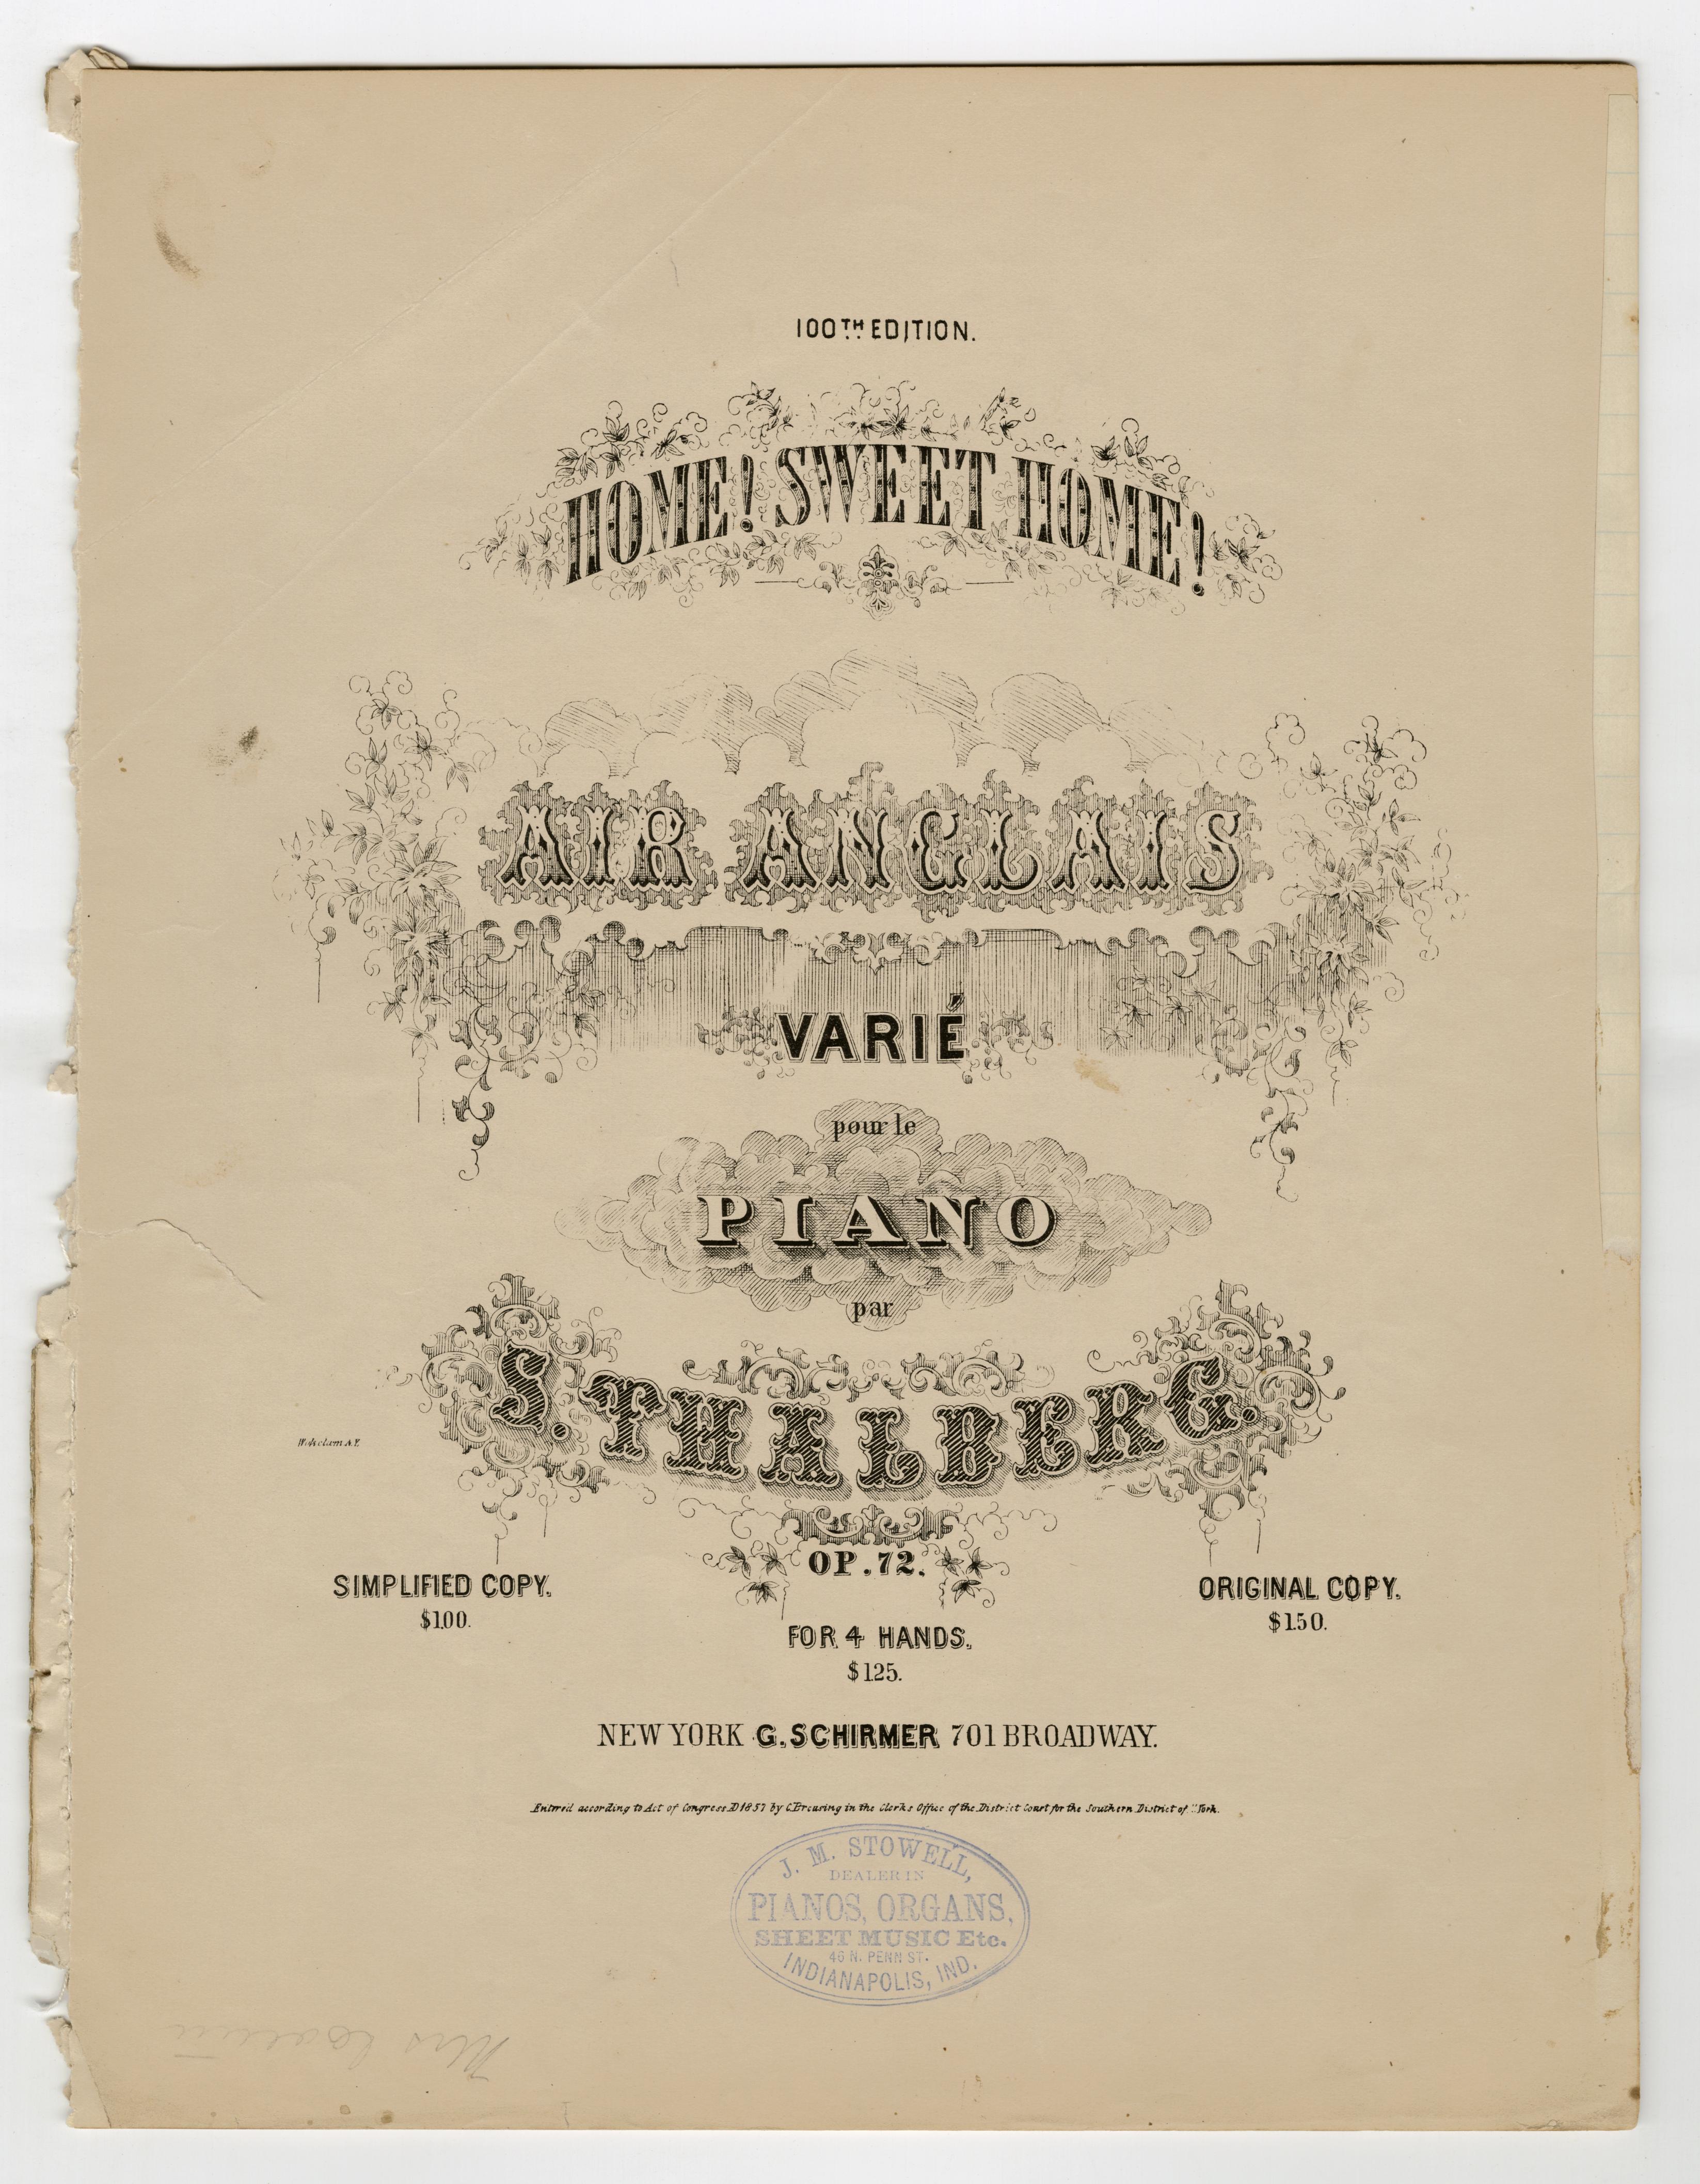 100TH EDITION.
HOME! SWEET HOME!
AIR ANGLAIS
VARIÉ
pour le
PIANO
par
S. THALBERG.
OP. 72.
SIMPLIFIED COPY.
$1.00.
FOR 4 HANDS.
$1.25.
ORIGINAL COPY.
$1.50.
NEW YORK G. SCHIRMER 701 BROADWAY.
Entered according to Act of Congress D 1857 by C. Breusing in the Clerks Office of the District Court for the Southern District of York.
J. M. STOWELL,
DEALER IN
PIANOS, ORGANS,
SHEET MUSIC Etc.
46 N. PENN ST.
INDIANAPOLIS, IND.
Mrs